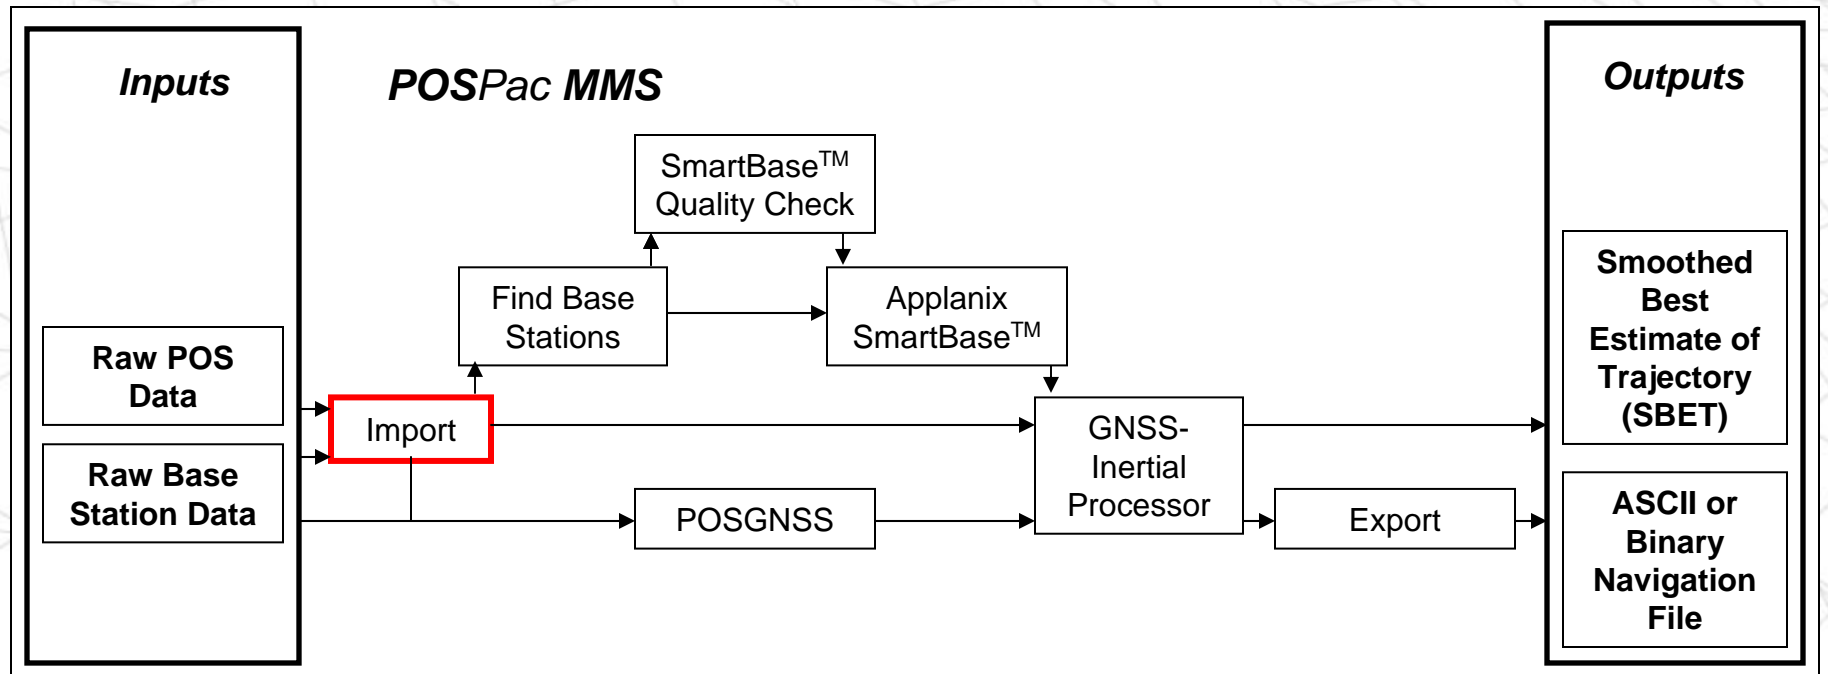 Inputs
POSPac MMS
Outputs
SmartBase™
Quality Check
Find Base
Stations
Applanix
SmartBase™
Raw POS
Data
Raw Base
Station Data
Import
POSGNSS
GNSS-
Inertial
Processor
Export
Smoothed
Best
Estimate of
Trajectory
(SBET)
ASCII or
Binary
Navigation
File